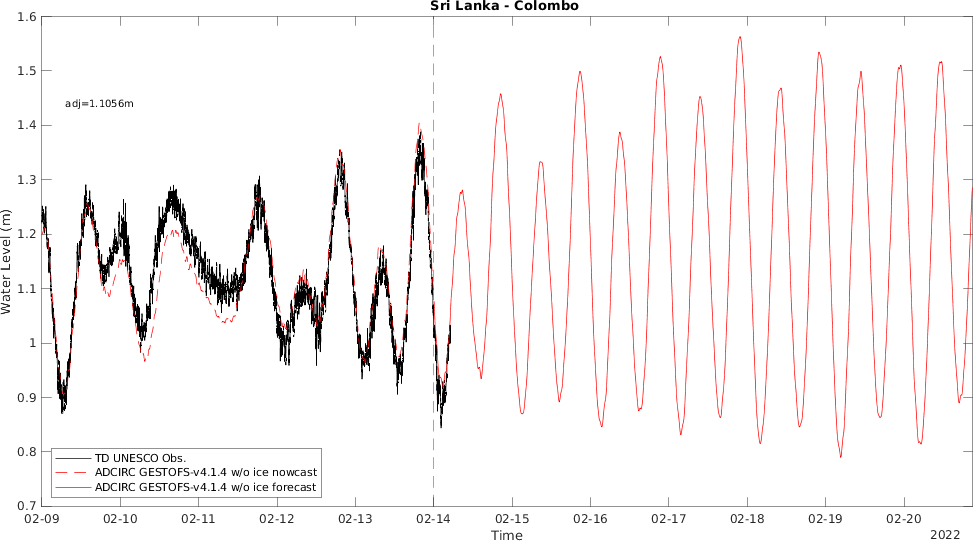 Sri Lanka - Colombo
1.6
1.5
1.4
1.3
1.2
1.1
1
0.9
0.8
0.7
Water Level (m)
adj=1.1056m
TD UNESCO Obs.
ADCIRC GESTOFS-v4.1.4 w/o ice nowcast
ADCIRC GESTOFS-v4.1.4 w/o ice forecast
02-09 02-10 02-11 02-12 02-13 02-14 02-15 02-16 02-17 02-18 02-19 02-20
Time
2022